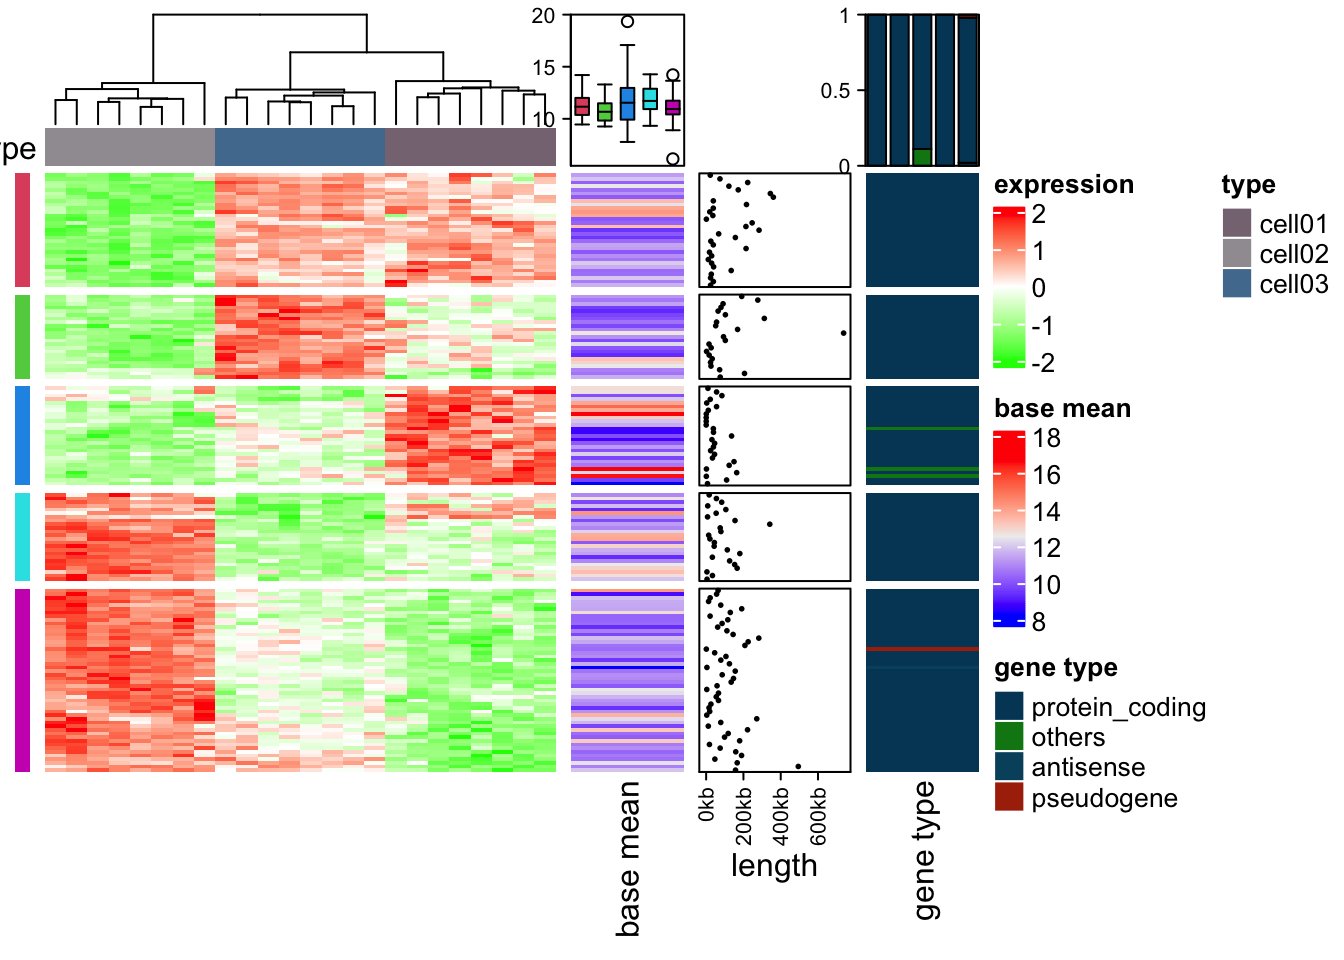 20
15
10
1
0.5
0
ype
expression
2
1
0
-1
-2
type
cell01
cell02
cell03
base mean
18
16
14
12
10
8
gene type
protein_coding
others
antisense
pseudogene
base mean
0kb
200kb
400kb
600kb
length
gene type